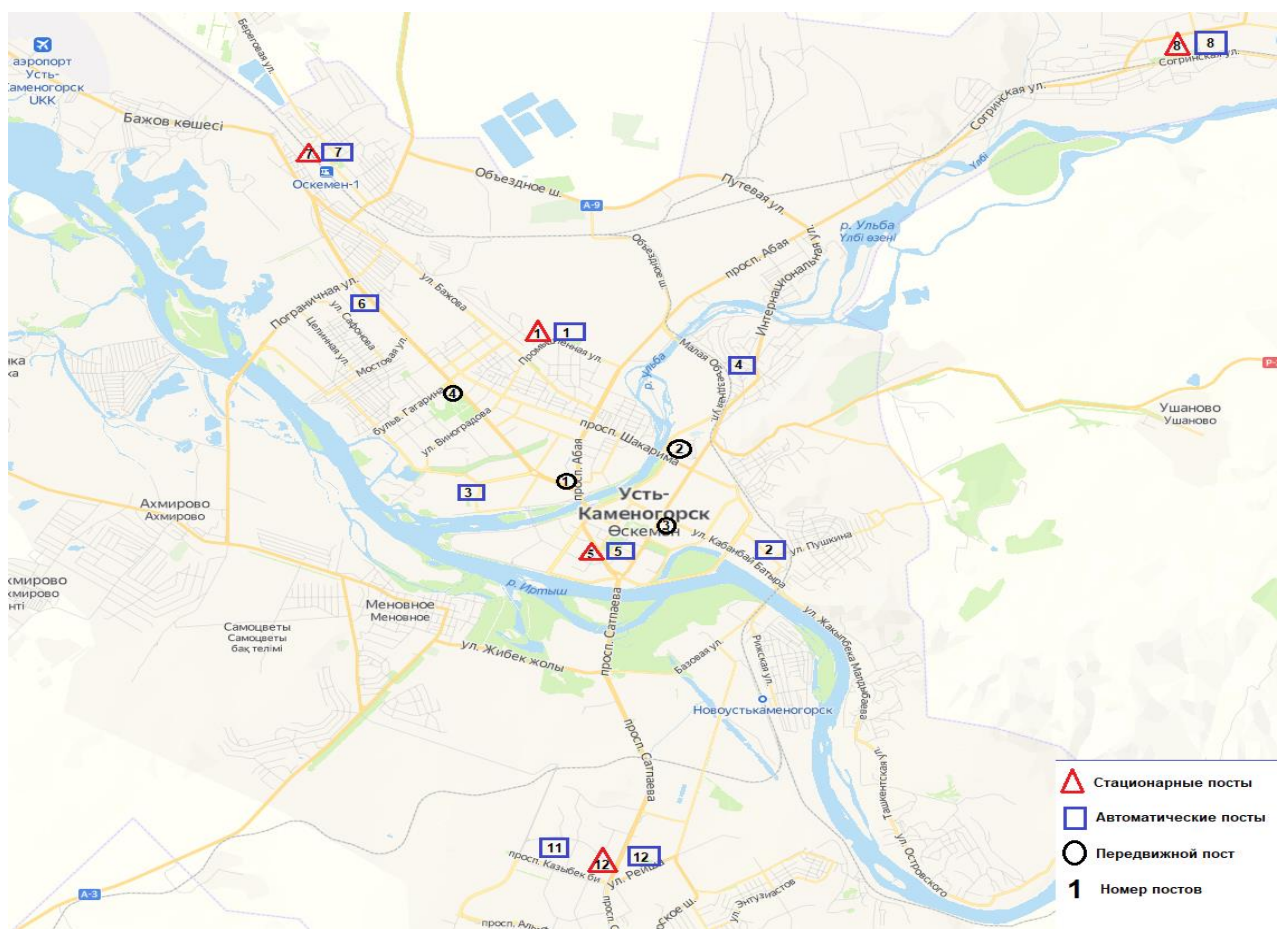 аэропорт
Усть-
Каменогорск
UKK
Береговая ул.
Бажов көшесі
7
7
Оскемен-1
Объездное ш.
А-9
Путевая ул.
Согринская ул.
8
8
Согринская ул.
Үлбі
р. Ульба
Үлбі өзені
просп. Абая
Интернациональная ул.
Объездное ш.
ул. Бажова
Пограничная ул.
6
ул. Сафонова
Целинная ул.
Мостовая ул.
1
1
Промышленная ул.
р. Ульба
Малая Объездная ул.
4
4
бульв. Гагарина
ул. Виноградова
просп. Шакарима
2
просп. Абая
1
3
Усть-
Каменогорск
Өскемен
3
5
5
ул. Кабанбай Батыра
2
ул. Пушкина
Ушаново
Ушаново
Ахмирово
Ахмирово
р. Иртыш
Меновное
Меновное
Самоцветы
Самоцветы
бақ телімі
ул. Жибек жолы
просп. Сатпаева
Базовая ул.
Рижская ул.
Новоустькаменогорск
ул. Жакыпбека Малдыбаева
Ташкентская ул.
ул. Островского
просп. Сатпаева
11
12
12
просп. Казыбек би
ул. Энтузиастов
А-3
Стационарные посты
Автоматические посты
Передвижной пост
1 Номер постов